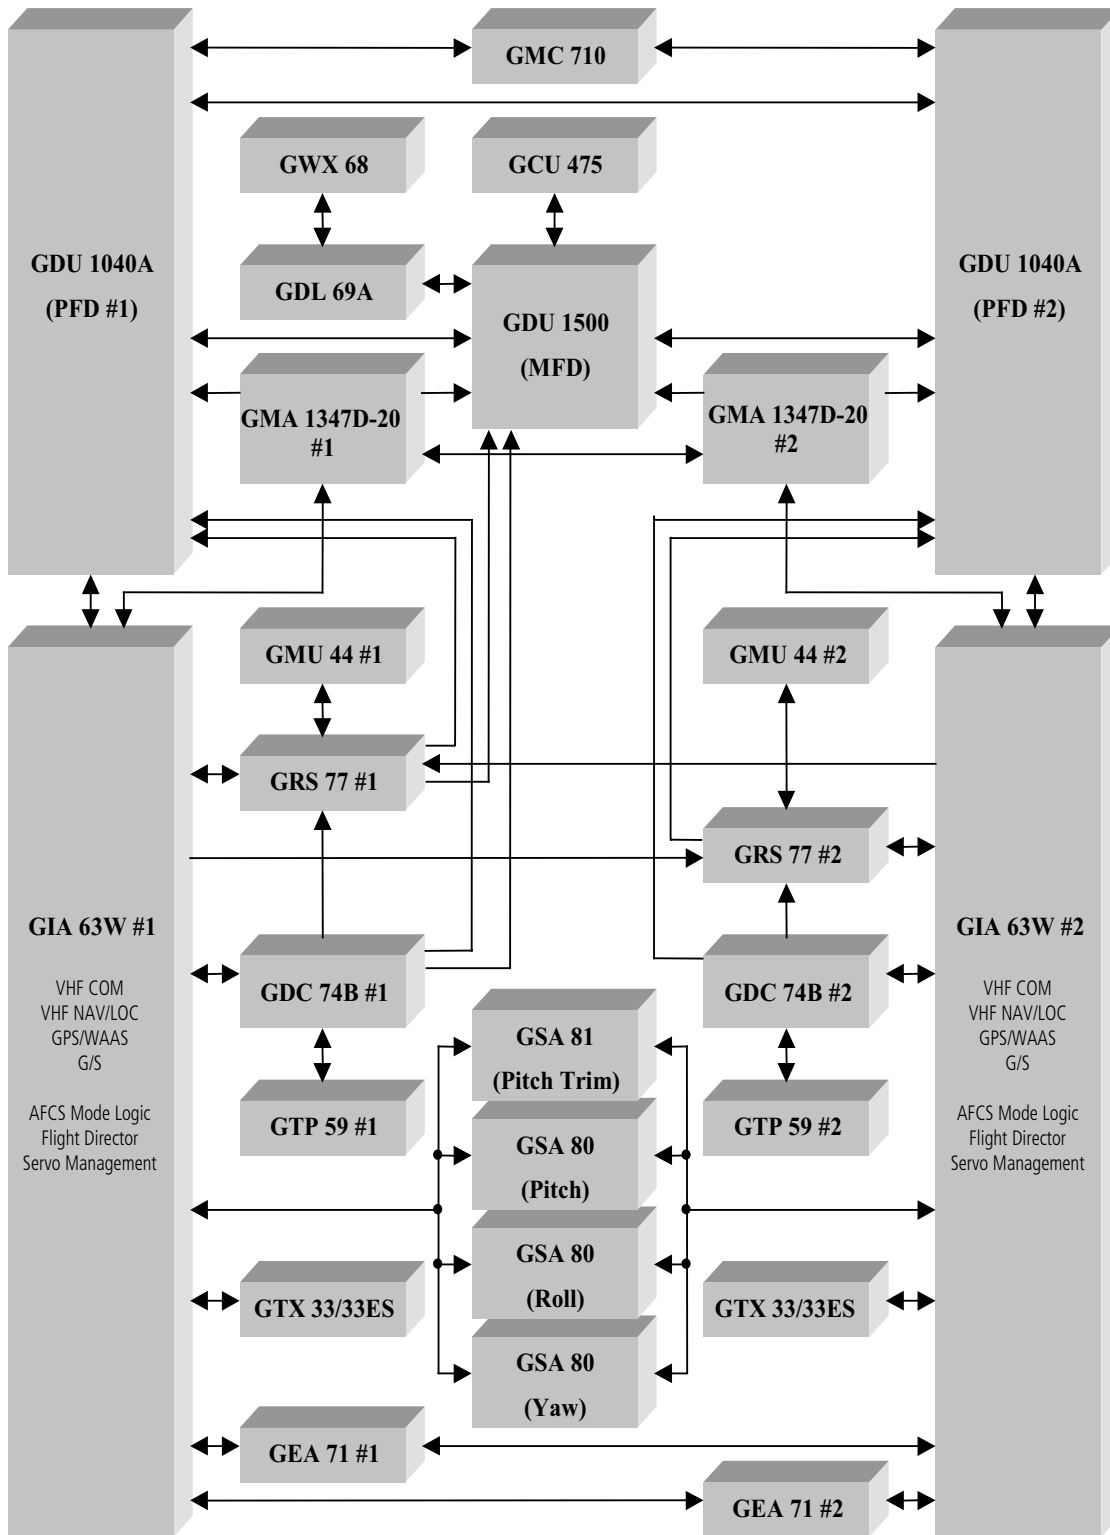 GMC 710
GWX 68
GCU 475
GDU 1040A
(PFD #1)
GDL 69A
GDU 1500
(MFD)
GDU 1040A
(PFD #2)
GMA 1347D-20
#1
GMA 1347D-20
#2
GMU 44 #1
GMU 44 #2
GRS 77 #1
GRS 77 #2
GIA 63W #1
VHF COM
VHF NAV/LOC
GPS/WAAS
G/S
AFCS Mode Logic
Flight Director
Servo Management
GDC 74B #1
GDC 74B #2
GIA 63W #2
VHF COM
VHF NAV/LOC
GPS/WAAS
G/S
AFCS Mode Logic
Flight Director
Servo Management
GSA 81
(Pitch Trim)
GTP 59 #1
GTP 59 #2
GSA 80
(Pitch)
GSA 80
(Roll)
GTX 33/33ES
GTX 33/33ES
GSA 80
(Yaw)
GEA 71 #1
GEA 71 #2